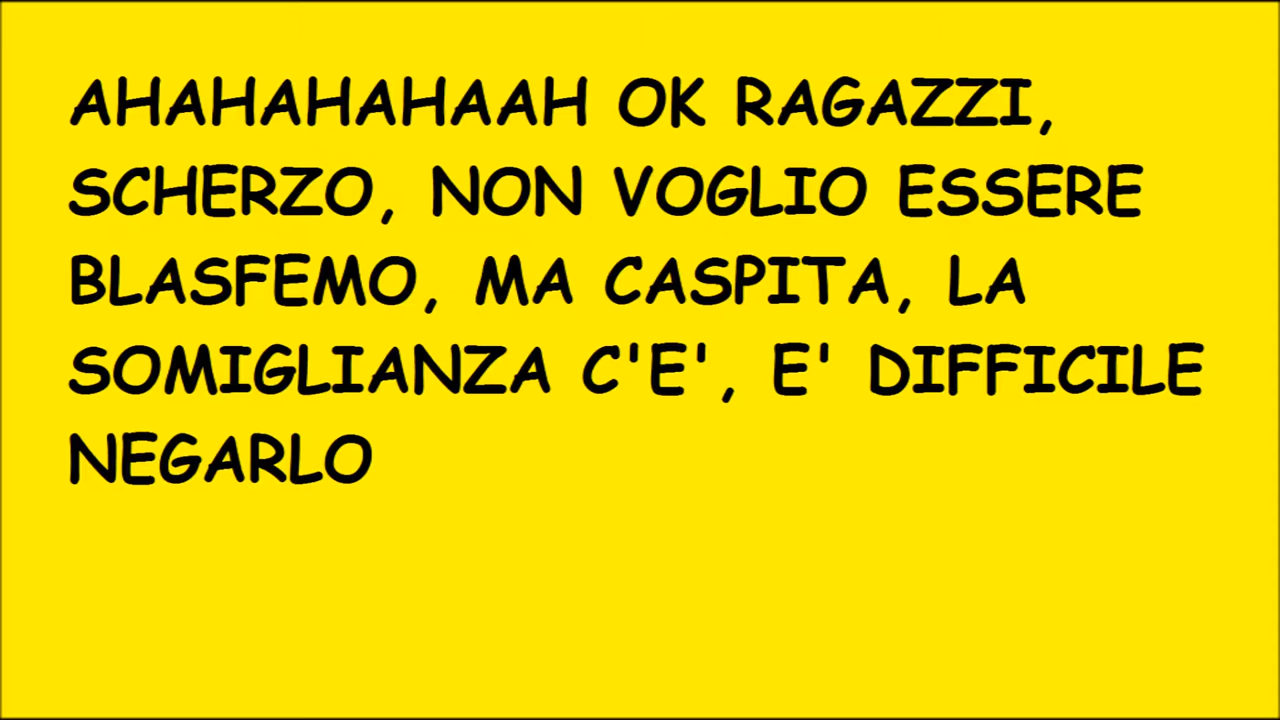 AHAHAHAHAAH OK RAGAZZI,
SCHERZO, NON VOGLIO ESSERE
BLASFEMO, MA CASPITA, LA
SOMIGLIANZA C'E', E' DIFFICILE
NEGARLO